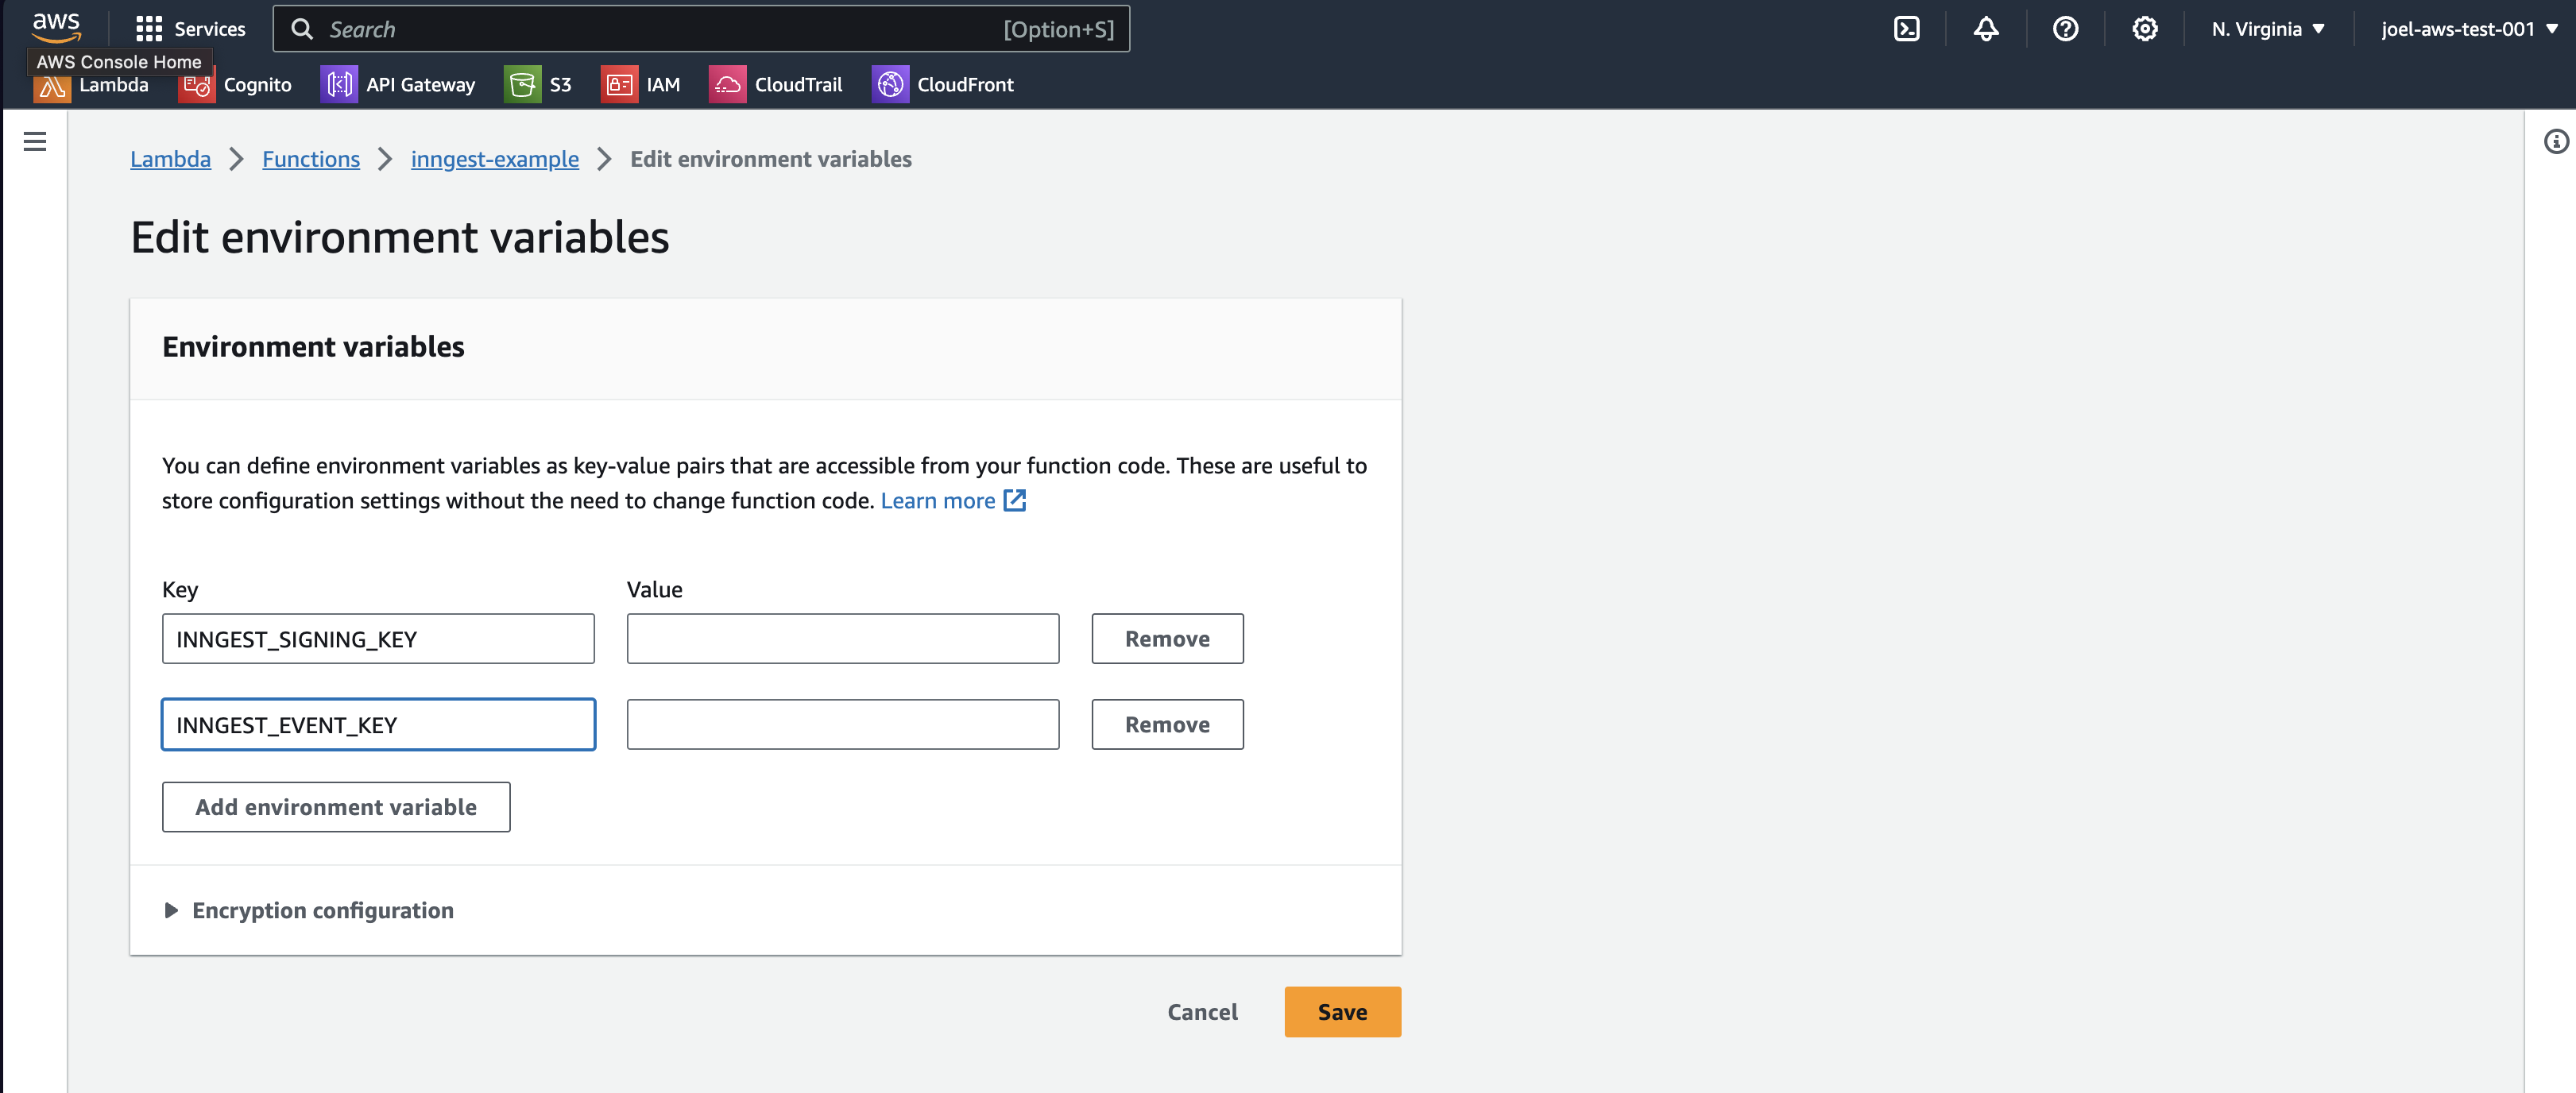 aws
Services
Search
[Option+S]
N. Virginia
joel-aws-test-001
AWS Console Home
Lambda
Cognito
API Gateway
S3
IAM
CloudTrail
CloudFront
Lambda
Functions
inngest-example
Edit environment variables
Edit environment variables
Environment variables
You can define environment variables as key-value pairs that are accessible from your function code. These are useful to
store configuration settings without the need to change function code. Learn more
Key
Value
INNGEST_SIGNING_KEY
Remove
INNGEST_EVENT_KEY
Remove
Add environment variable
Encryption configuration
Cancel
Save